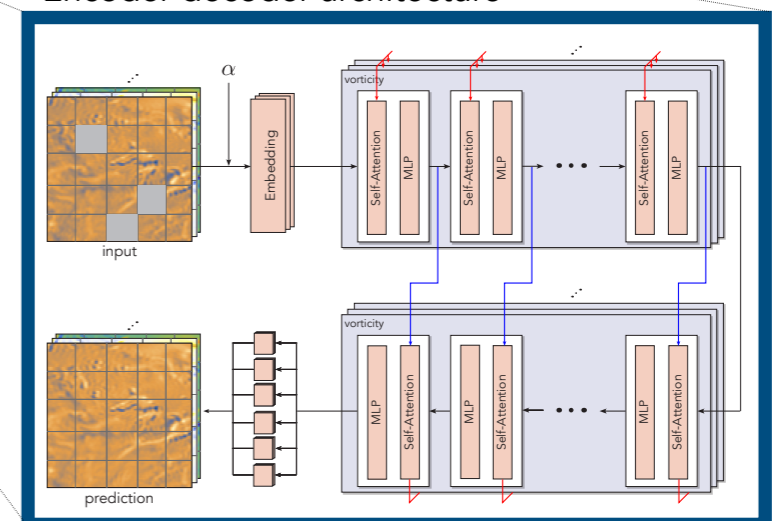 Encoder-decoder architecture
α
vorticity
input
Embedding
Self-Attention
MLP
Self-Attention
MLP
Self-Attention
MLP
vorticity
MLP
Self-Attention
MLP
Self-Attention
MLP
Self-Attention
prediction